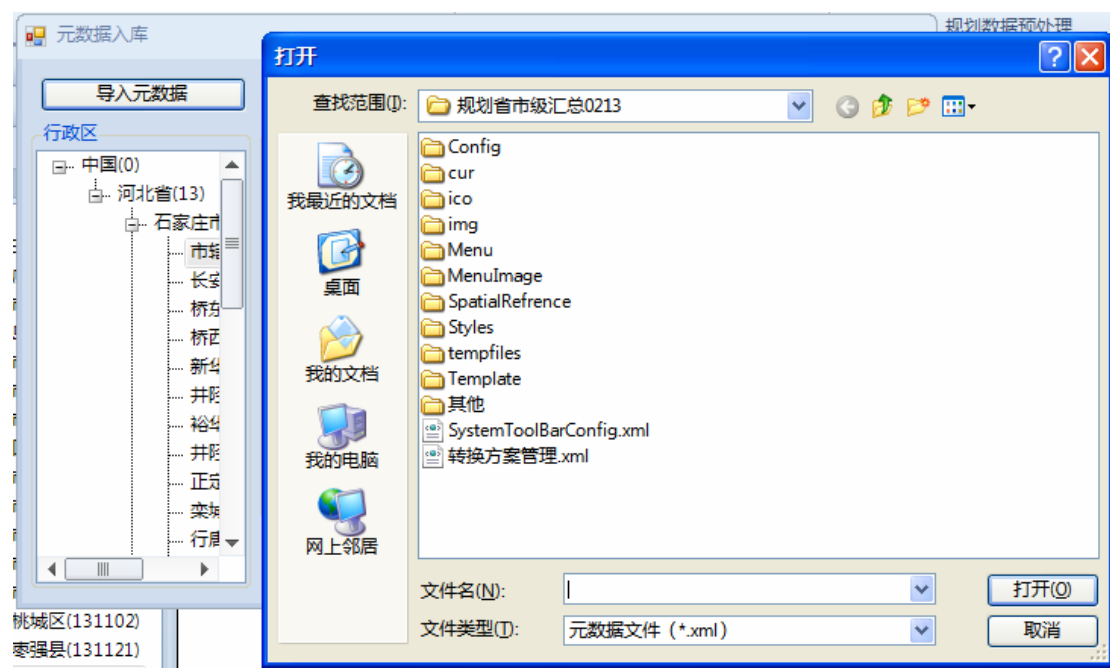 元数据入库
规划数据预处理
导入元数据
行政区
中国(0)
河北省(13)
石家庄市
市辖
长安
桥东
桥西
新华
井陉
裕华
井陉
正定
栾城
行唐
桃城区(131102)
枣强县(131121)
打开
查找范围(I):
规划省市级汇总0213
我最近的文档
桌面
我的文档
我的电脑
网上邻居
Config
cur
ico
img
Menu
MenuImage
SpatialRefrence
Styles
tempfiles
Template
其他
SystemToolBarConfig.xml
转换方案管理.xml
文件名(N):
打开(O)
文件类型(T):
元数据文件 (*.xml)
取消